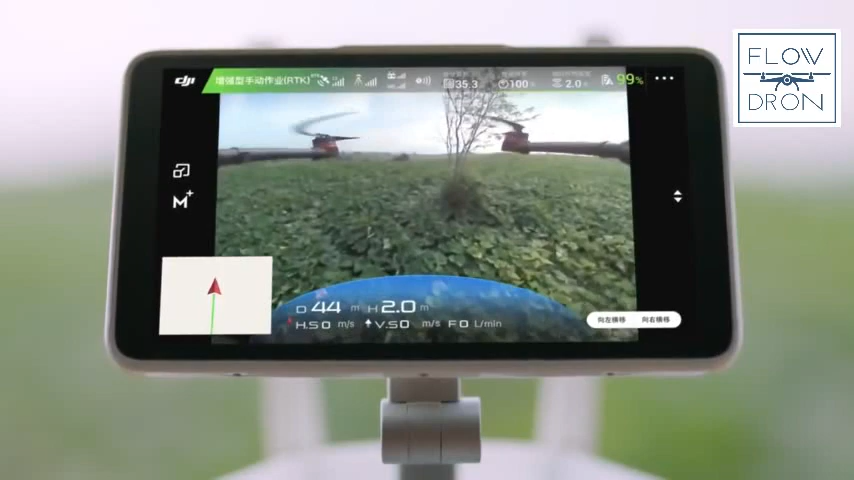 FLOW
DRON
dji 增强型手动作业(RTK) RTK 35.3 100 2.0 99%
M+
D 44 m H 2.0 m
H.S 0 m/s V.S 0 m/s F 0 L/min
向左横移 向右横移